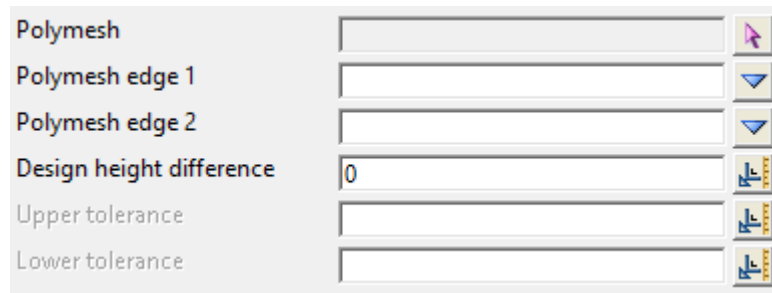 Polymesh
Polymesh edge 1
Polymesh edge 2
Design height difference 0
Upper tolerance
Lower tolerance